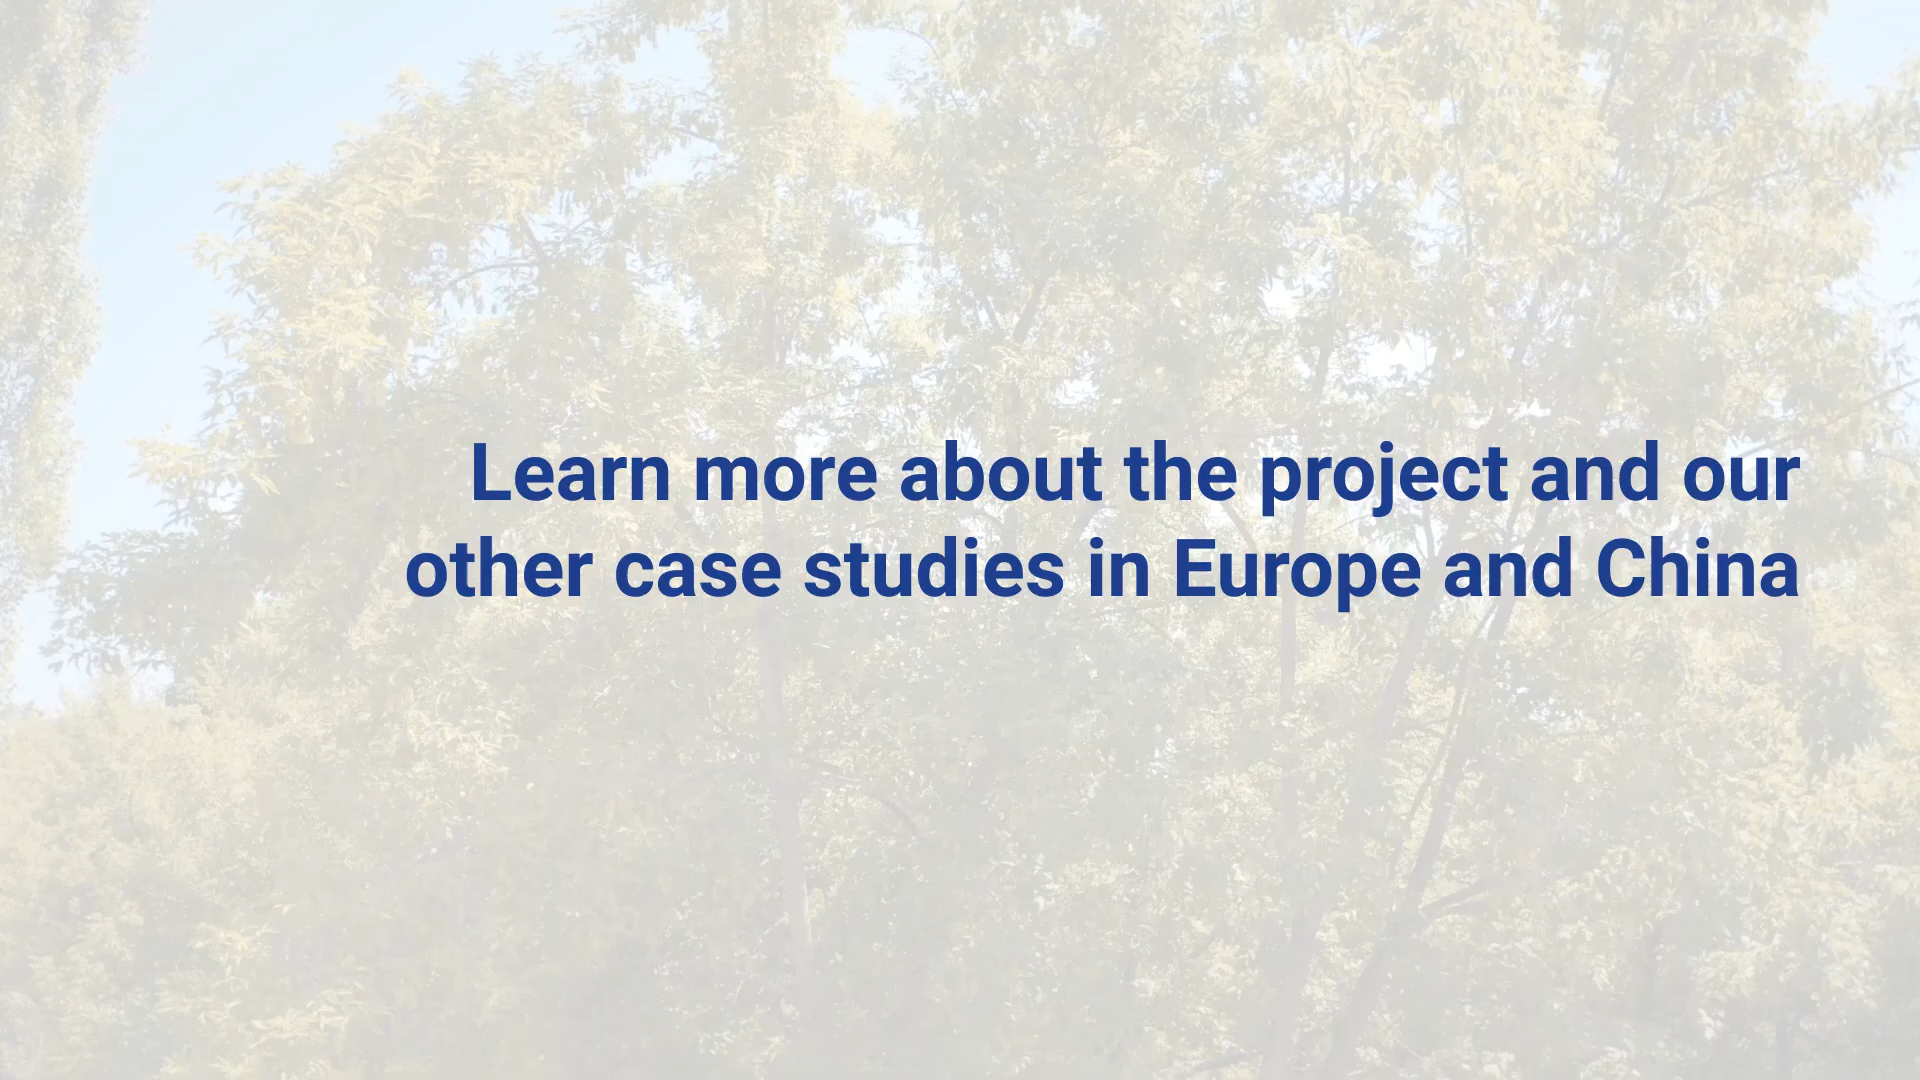 Learn more about the project and our
other case studies in Europe and China